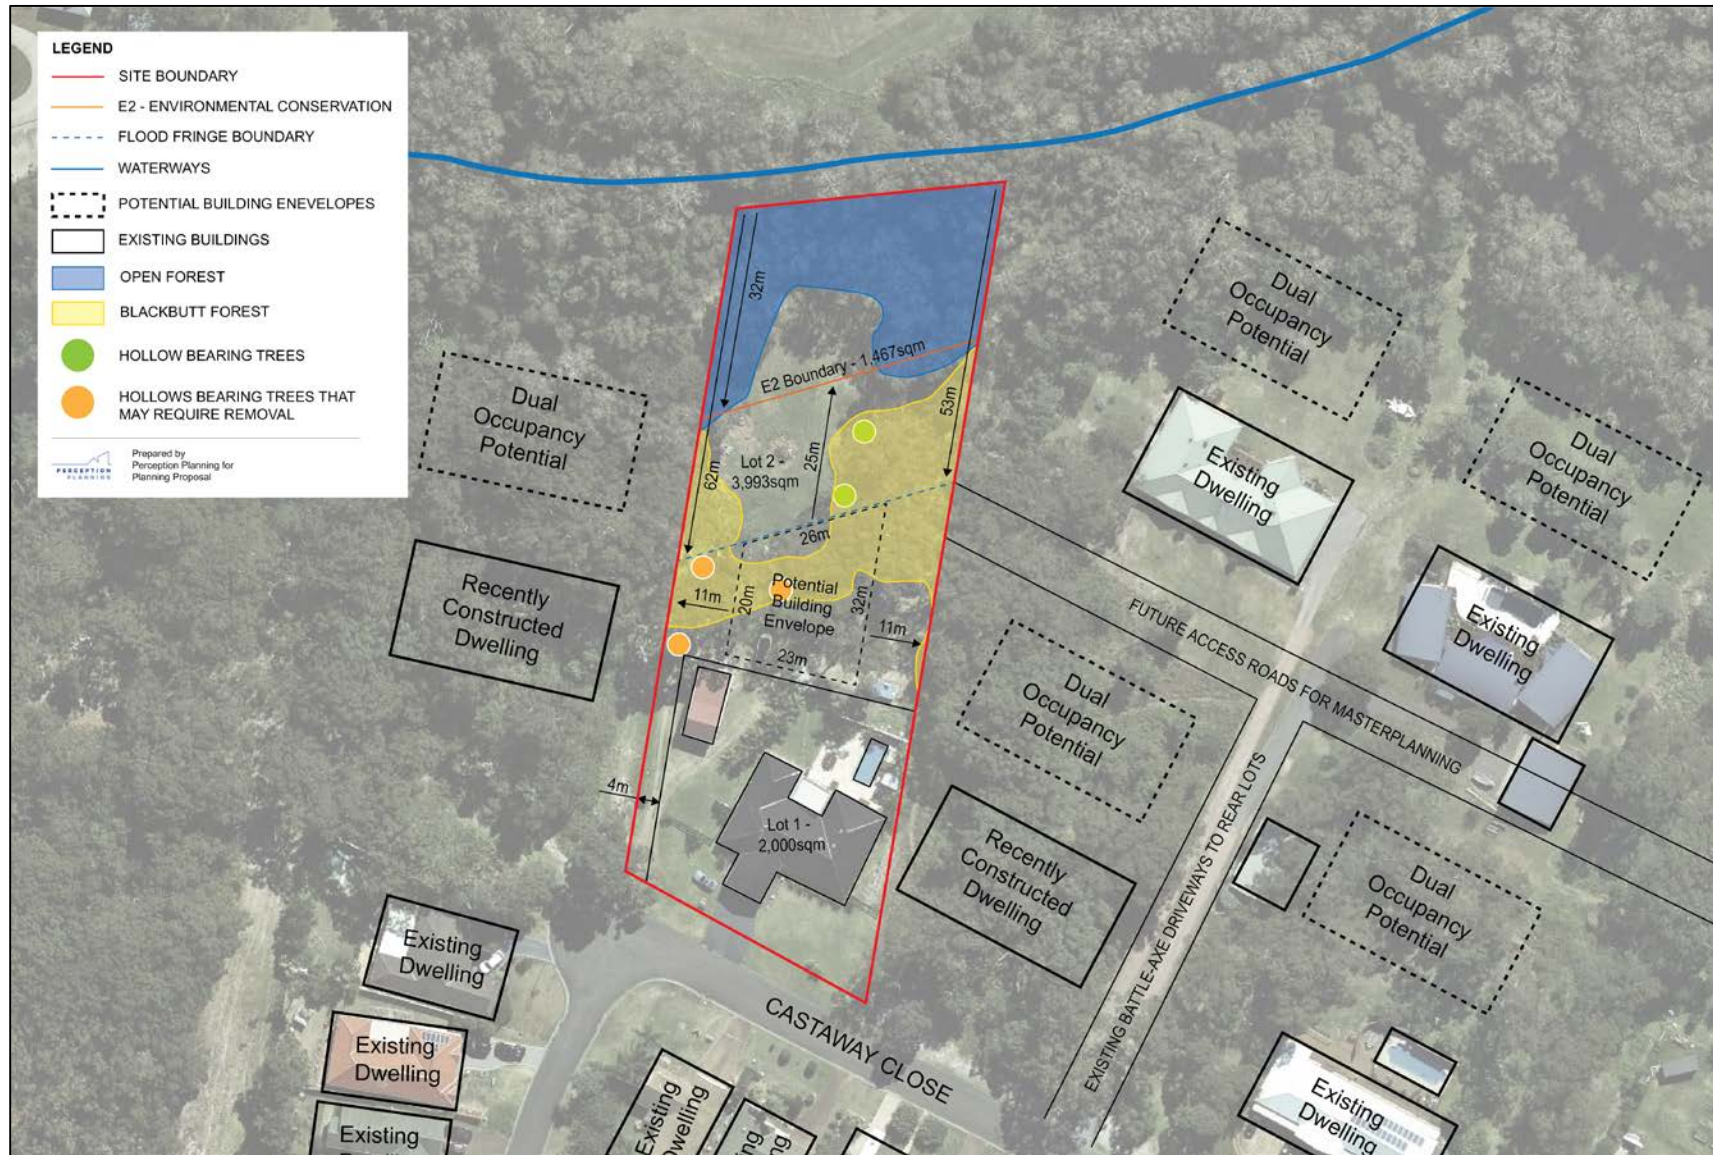 LEGEND
SITE BOUNDARY
E2 - ENVIRONMENTAL CONSERVATION
FLOOD FRINGE BOUNDARY
WATERWAYS
POTENTIAL BUILDING ENEVELOPES
EXISTING BUILDINGS
OPEN FOREST
BLACKBUTT FOREST
HOLLOW BEARING TREES
HOLLOWS BEARING TREES THAT
MAY REQUIRE REMOVAL
PERCEPTION
PLANNING
Prepared by
Perception Planning for
Planning Proposal
32m
E2 Boundary - 1,467sqm
53m
62m
25m
Lot 2 -
3,993sqm
26m
11m
20m
Potential
Building
Envelope
32m
11m
23m
4m
Lot 1 -
2,000sqm
Dual
Occupancy
Potential
Recently
Constructed
Dwelling
Dual
Occupancy
Potential
Existing
Dwelling
Dual
Occupancy
Potential
Existing
Dwelling
FUTURE ACCESS ROADS FOR MASTERPLANNING
Dual
Occupancy
Potential
Recently
Constructed
Dwelling
EXISTING BATTLE-AXE DRIVEWAYS TO REAR LOTS
Dual
Occupancy
Potential
Existing
Dwelling
Existing
Dwelling
Existing
CASTAWAY CLOSE
Existing
Dwelling
Existing
Dwelling